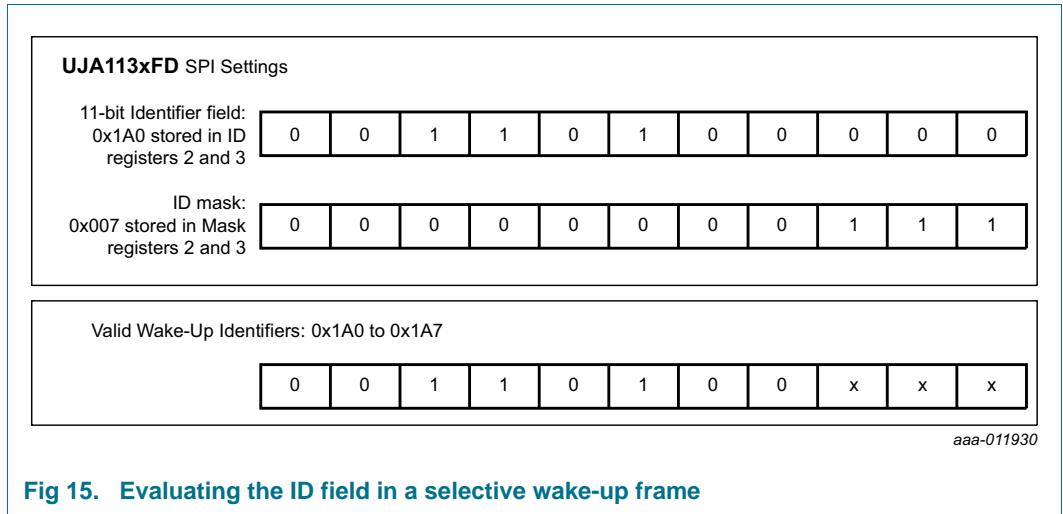 UJA113xFD SPI Settings
11-bit Identifier field:
0x1A0 stored in ID
registers 2 and 3
0 0 1 1 0 1 0 0 0 0 0
ID mask:
0x007 stored in Mask
registers 2 and 3
0 0 0 0 0 0 0 0 1 1 1
Valid Wake-Up Identifiers: 0x1A0 to 0x1A7
0 0 1 1 0 1 0 0 x x x
aaa-011930
Fig 15. Evaluating the ID field in a selective wake-up frame